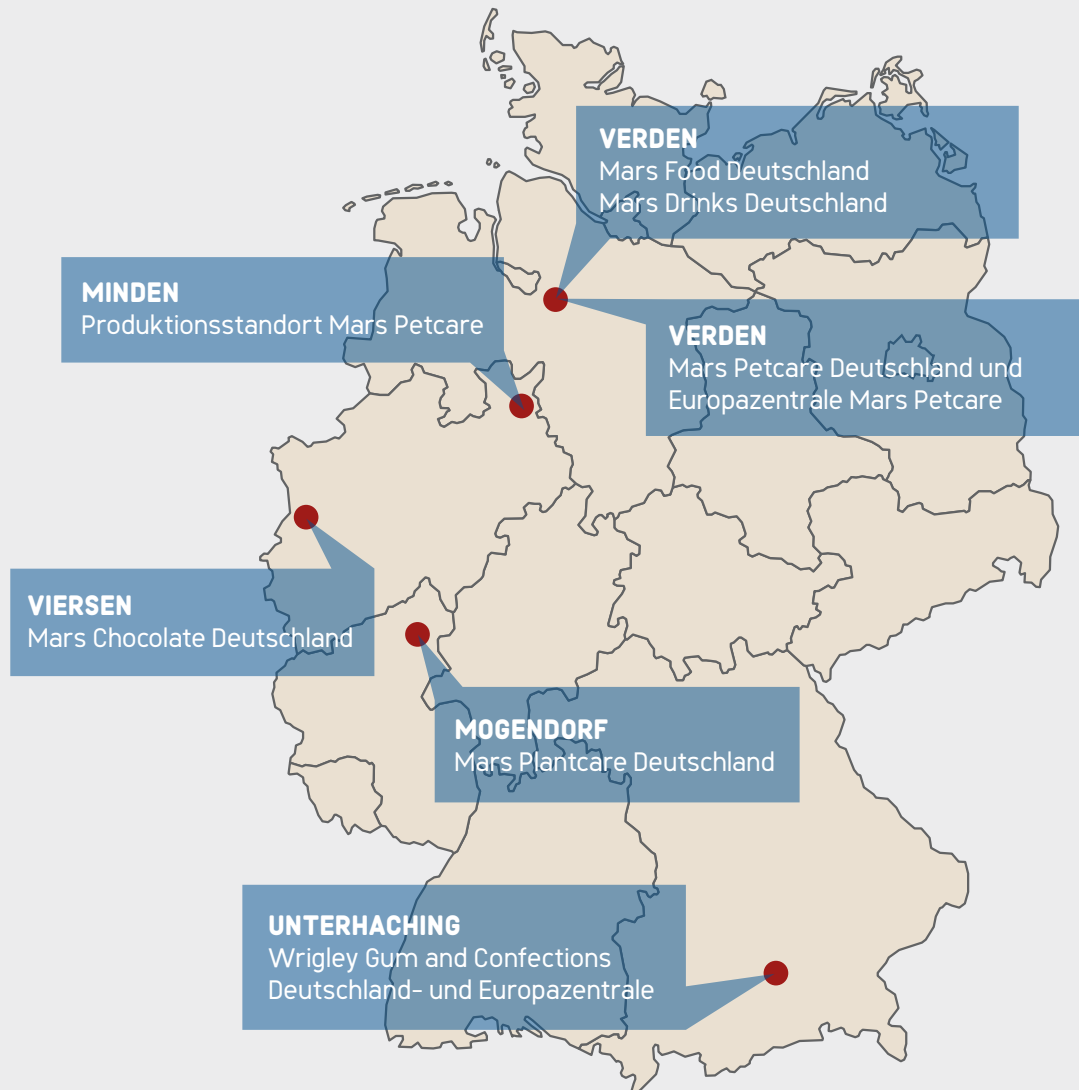 VERDEN
Mars Food Deutschland
Mars Drinks Deutschland
MINDEN
Produktionsstandort Mars Petcare
VERDEN
Mars Petcare Deutschland und
Europazentrale Mars Petcare
VIERSEN
Mars Chocolate Deutschland
MOGENDORF
Mars Plantcare Deutschland
UNTERHACHING
Wrigley Gum and Confections
Deutschland- und Europazentrale